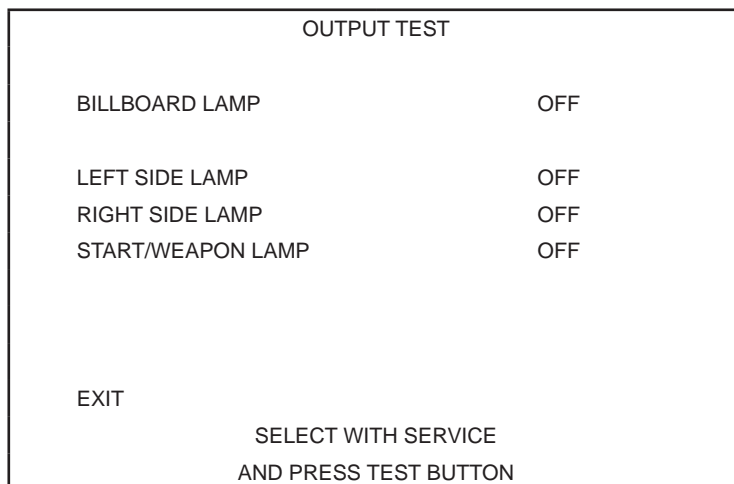 OUTPUT TEST
BILLBOARD LAMP OFF
LEFT SIDE LAMP OFF
RIGHT SIDE LAMP OFF
START/WEAPON LAMP OFF
EXIT
SELECT WITH SERVICE
AND PRESS TEST BUTTON